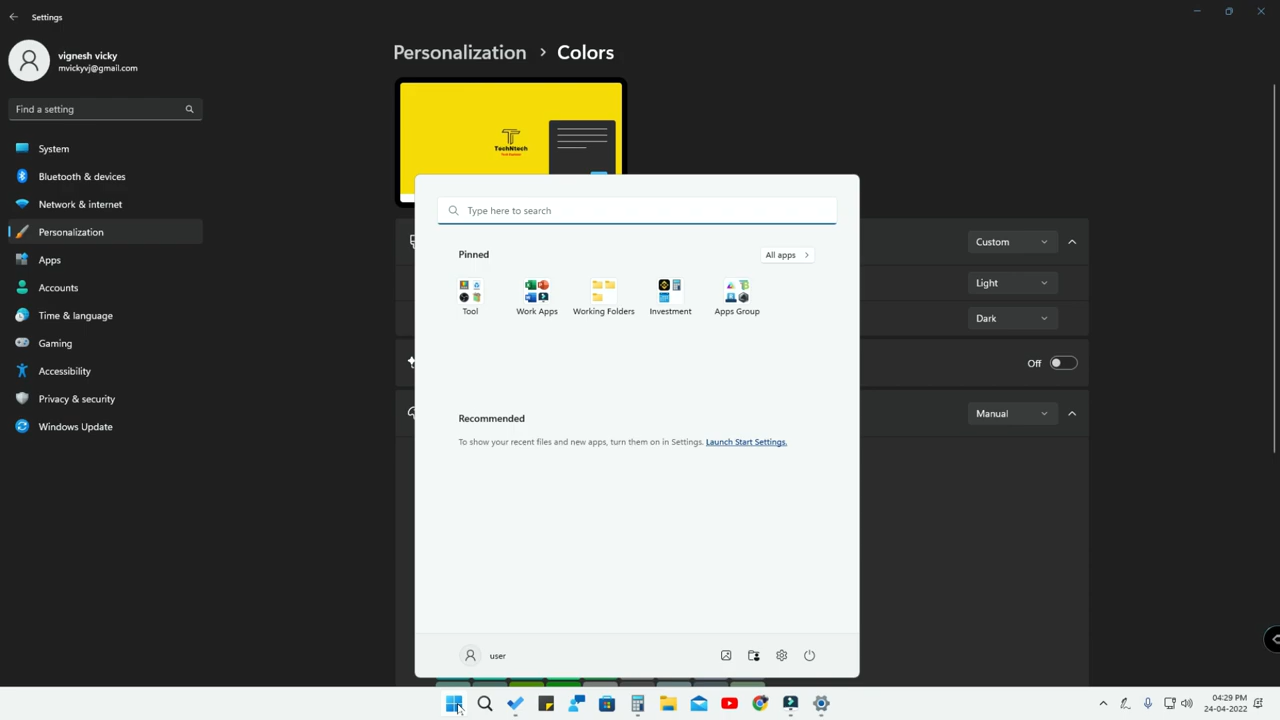 Settings
vignesh vicky
mvickyvj@gmail.com
Find a setting
System
Bluetooth & devices
Network & internet
Personalization
Apps
Accounts
Time & language
Gaming
Accessibility
Privacy & security
Windows Update
Personalization > Colors
TechNtech
Custom
Light
Dark
Off
Manual
Type here to search
Pinned
All apps >
Tool
Work Apps
Working Folders
Investment
Apps Group
Recommended
To show your recent files and new apps, turn them on in Settings. Launch Start Settings.
user
04:29 PM
24-04-2022